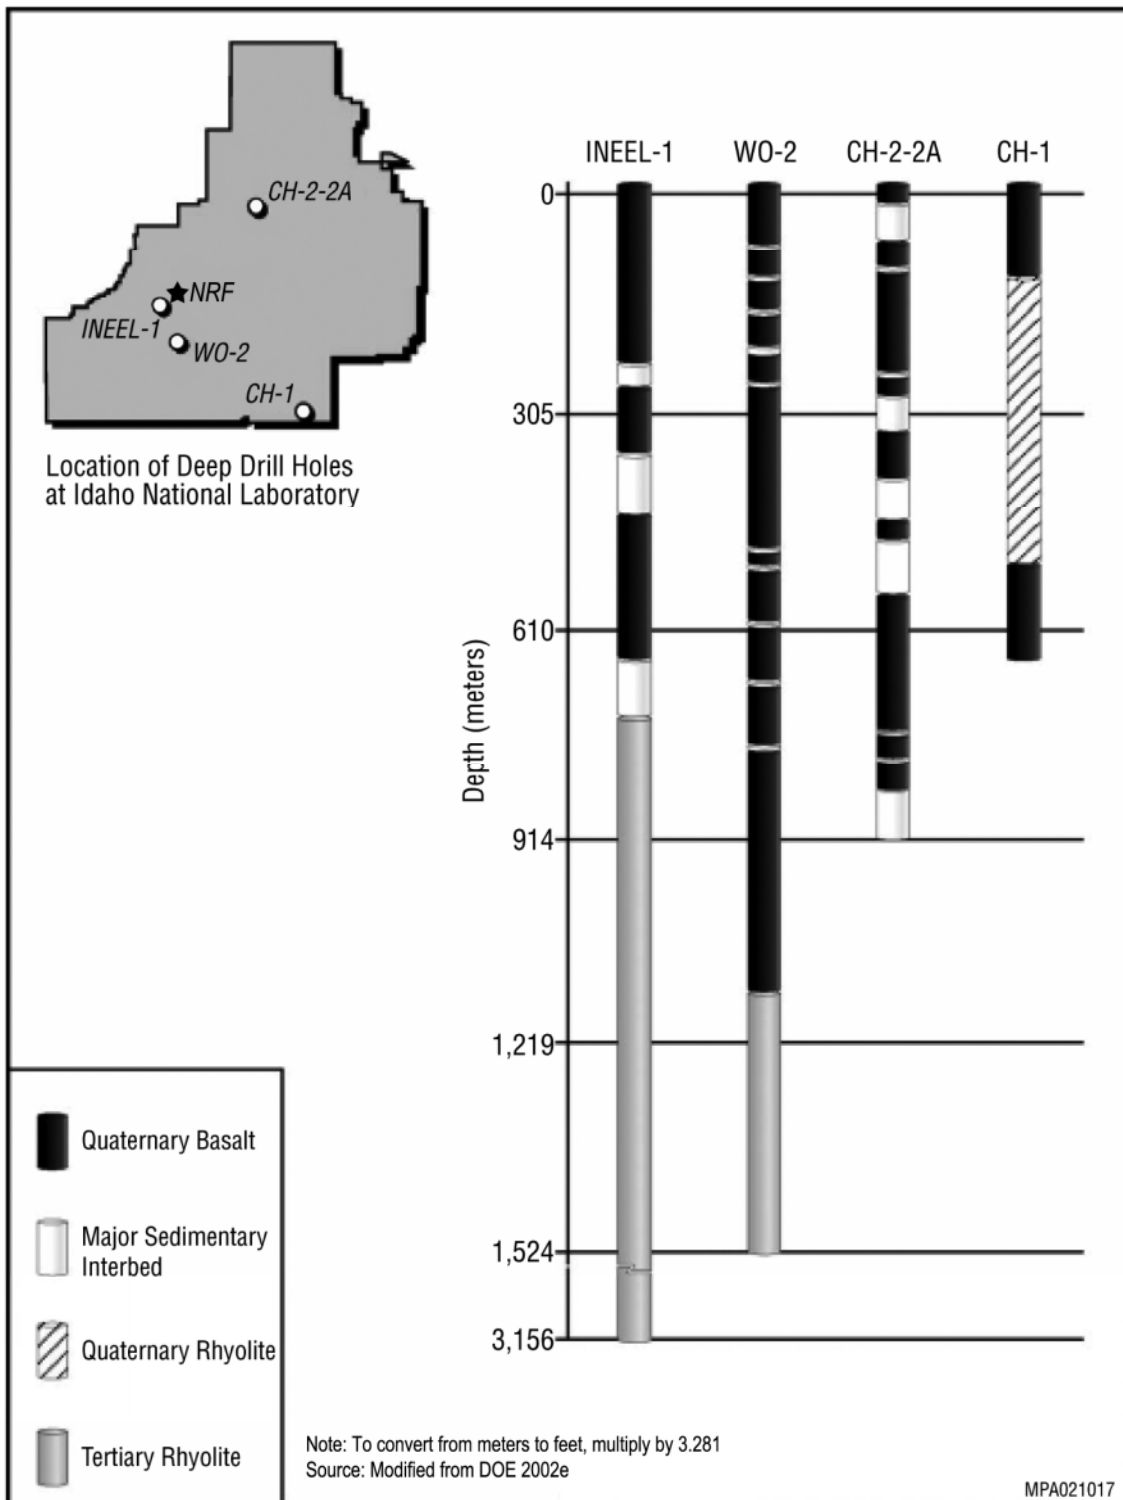 CH-2-2A
NRF
INEEL-1
WO-2
CH-1
Location of Deep Drill Holes
at Idaho National Laboratory
INEEL-1 WO-2 CH-2-2A CH-1
0
305
610
914
1,219
1,524
3,156
Depth (meters)
Quaternary Basalt
Major Sedimentary
Interbed
Quaternary Rhyolite
Tertiary Rhyolite
Note: To convert from meters to feet, multiply by 3.281
Source: Modified from DOE 2002e
MPA021017